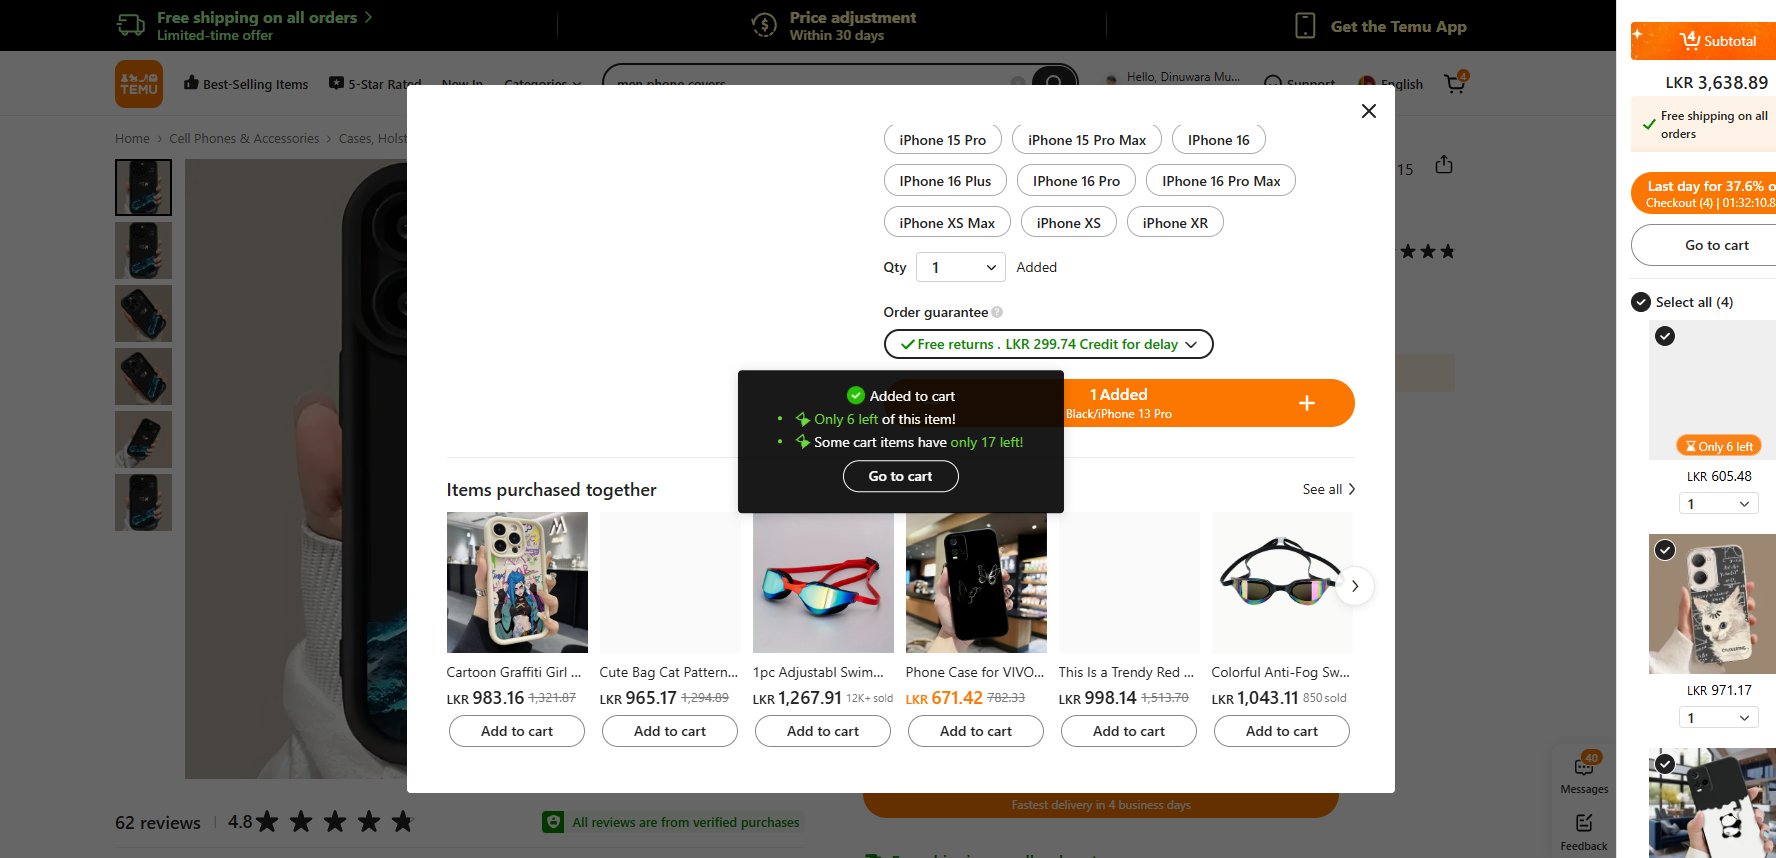 Free shipping on all orders
Limited-time offer
Price adjustment
Within 30 days
Get the Temu App
TEMU
Best-Selling Items
5-Star Rated
New In
Categories
men phone covers
Hello, Dinuwara Mu...
Support
English
4
Home > Cell Phones & Accessories > Cases, Holst
15
iPhone 15 Pro
iPhone 15 Pro Max
IPhone 16
IPhone 16 Plus
IPhone 16 Pro
IPhone 16 Pro Max
iPhone XS Max
iPhone XS
iPhone XR
Qty 1 Added
Order guarantee ?
Free returns . LKR 299.74 Credit for delay
1 Added
Black/iPhone 13 Pro
Added to cart
Only 6 left of this item!
Some cart items have only 17 left!
Go to cart
Items purchased together
See all
Cartoon Graffiti Girl ...
LKR 983.16 1,321.87
Add to cart
Cute Bag Cat Pattern...
LKR 965.17 1,294.89
Add to cart
1pc Adjustabl Swim...
LKR 1,267.91 12K+ sold
Add to cart
Phone Case for VIVO...
LKR 671.42 782.33
Add to cart
This Is a Trendy Red ...
LKR 998.14 1,513.70
Add to cart
Colorful Anti-Fog Sw...
LKR 1,043.11 850 sold
Add to cart
62 reviews
4.8
All reviews are from verified purchases
Fastest delivery in 4 business days
40
Messages
Feedback
4 Subtotal
LKR 3,638.89
Free shipping on all
orders
Last day for 37.6% o
Checkout (4) | 01:32:10.8
Go to cart
Select all (4)
Only 6 left
LKR 605.48
1
LKR 971.17
1